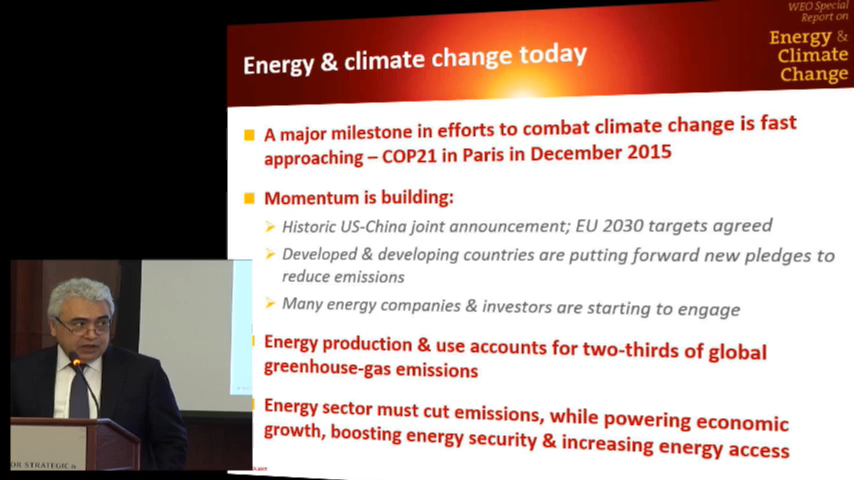 WEO Special
Report on
Energy &
Climate
Change
Energy & climate change today
A major milestone in efforts to combat climate change is fast
approaching – COP21 in Paris in December 2015
Momentum is building:
Historic US-China joint announcement; EU 2030 targets agreed
Developed & developing countries are putting forward new pledges to
reduce emissions
Many energy companies & investors are starting to engage
Energy production & use accounts for two-thirds of global
greenhouse-gas emissions
Energy sector must cut emissions, while powering economic
growth, boosting energy security & increasing energy access
OR STRATEGIC &